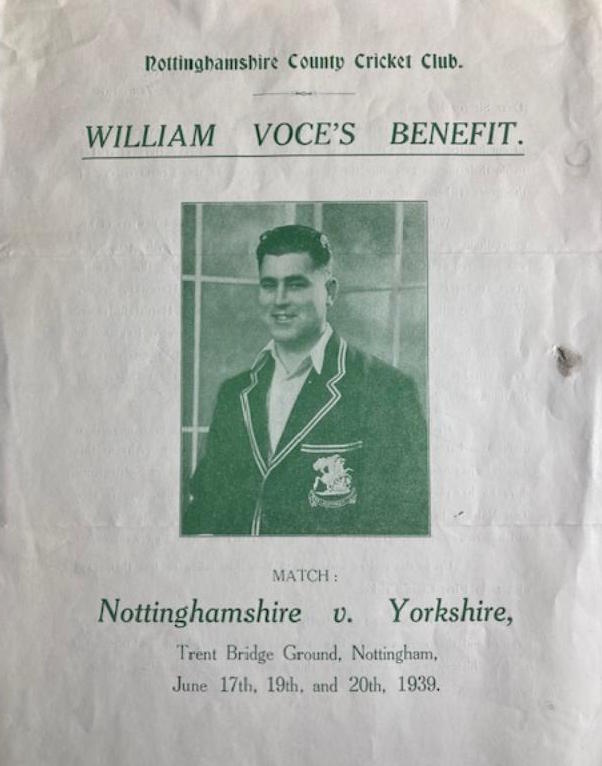 Nottinghamshire County Cricket Club.
WILLIAM VOCE'S BENEFIT.
MATCH :
Nottinghamshire v. Yorkshire,
Trent Bridge Ground, Nottingham,
June 17th, 19th, and 20th, 1939.